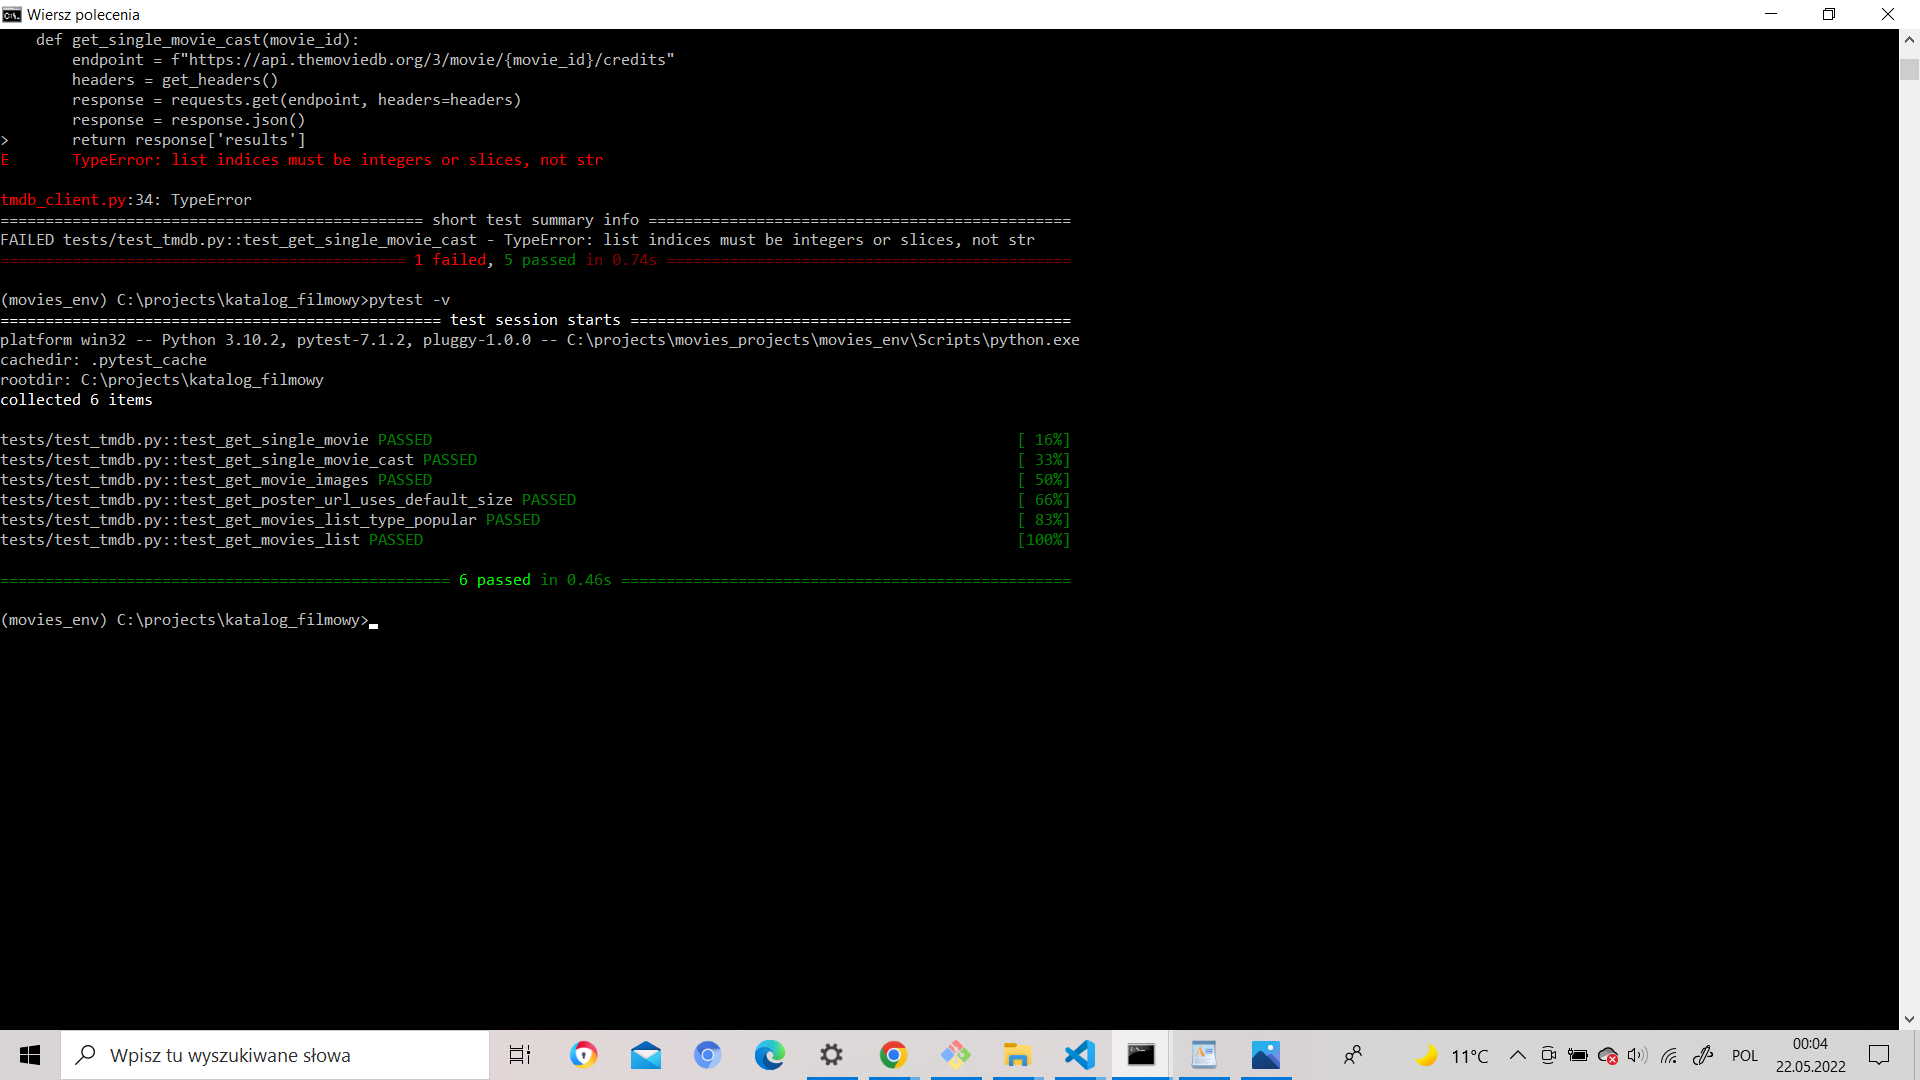 Wiersz polecenia
def get_single_movie_cast(movie_id):
endpoint = f"https://api.themoviedb.org/3/movie/{movie_id}/credits"
headers = get_headers()
response = requests.get(endpoint, headers=headers)
response = response.json()
> return response['results']
E TypeError: list indices must be integers or slices, not str
tmdb_client.py:34: TypeError
=============================================== short test summary info ===============================================
FAILED tests/test_tmdb.py::test_get_single_movie_cast - TypeError: list indices must be integers or slices, not str
============================================= 1 failed, 5 passed in 0.74s =============================================
(movies_env) C:\projects\katalog_filmowy>pytest -v
================================================= test session starts =================================================
platform win32 -- Python 3.10.2, pytest-7.1.2, pluggy-1.0.0 -- C:\projects\movies_projects\movies_env\Scripts\python.exe
cachedir: .pytest_cache
rootdir: C:\projects\katalog_filmowy
collected 6 items
tests/test_tmdb.py::test_get_single_movie PASSED [ 16%]
tests/test_tmdb.py::test_get_single_movie_cast PASSED [ 33%]
tests/test_tmdb.py::test_get_movie_images PASSED [ 50%]
tests/test_tmdb.py::test_get_poster_url_uses_default_size PASSED [ 66%]
tests/test_tmdb.py::test_get_movies_list_type_popular PASSED [ 83%]
tests/test_tmdb.py::test_get_movies_list PASSED [100%]
================================================== 6 passed in 0.46s ==================================================
(movies_env) C:\projects\katalog_filmowy>
Wpisz tu wyszukiwane słowa
11°C
POL
00:04
22.05.2022